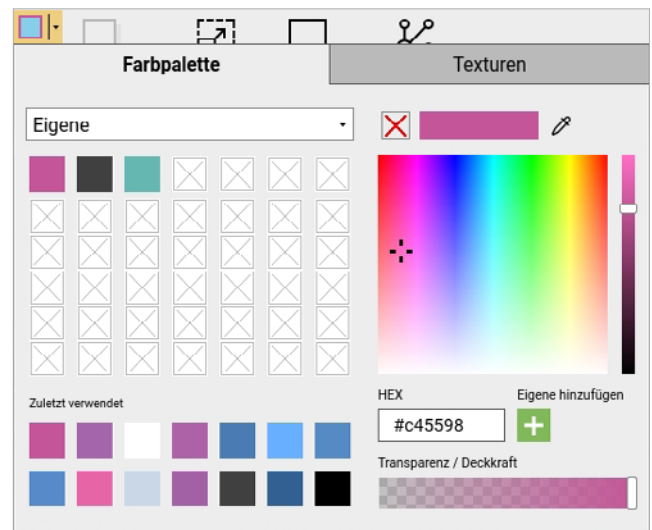 Farbpalette
Texturen
Eigene
Zuletzt verwendet
HEX
Eigene hinzufügen
#c45598
Transparenz / Deckkraft